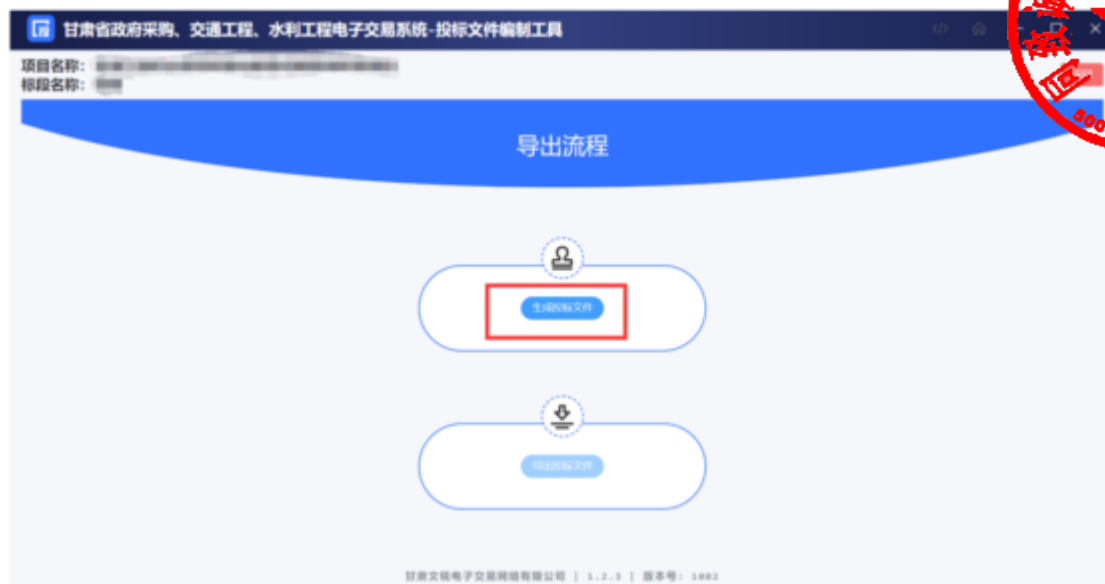 甘肃省政府采购、交通工程、水利工程电子交易系统-投标文件编制工具
项目名称:
标段名称:
导出流程
生成投标文件
导出投标文件
甘肃文锐电子交易网络有限公司 | 1.2.3 | 版本号: 1002